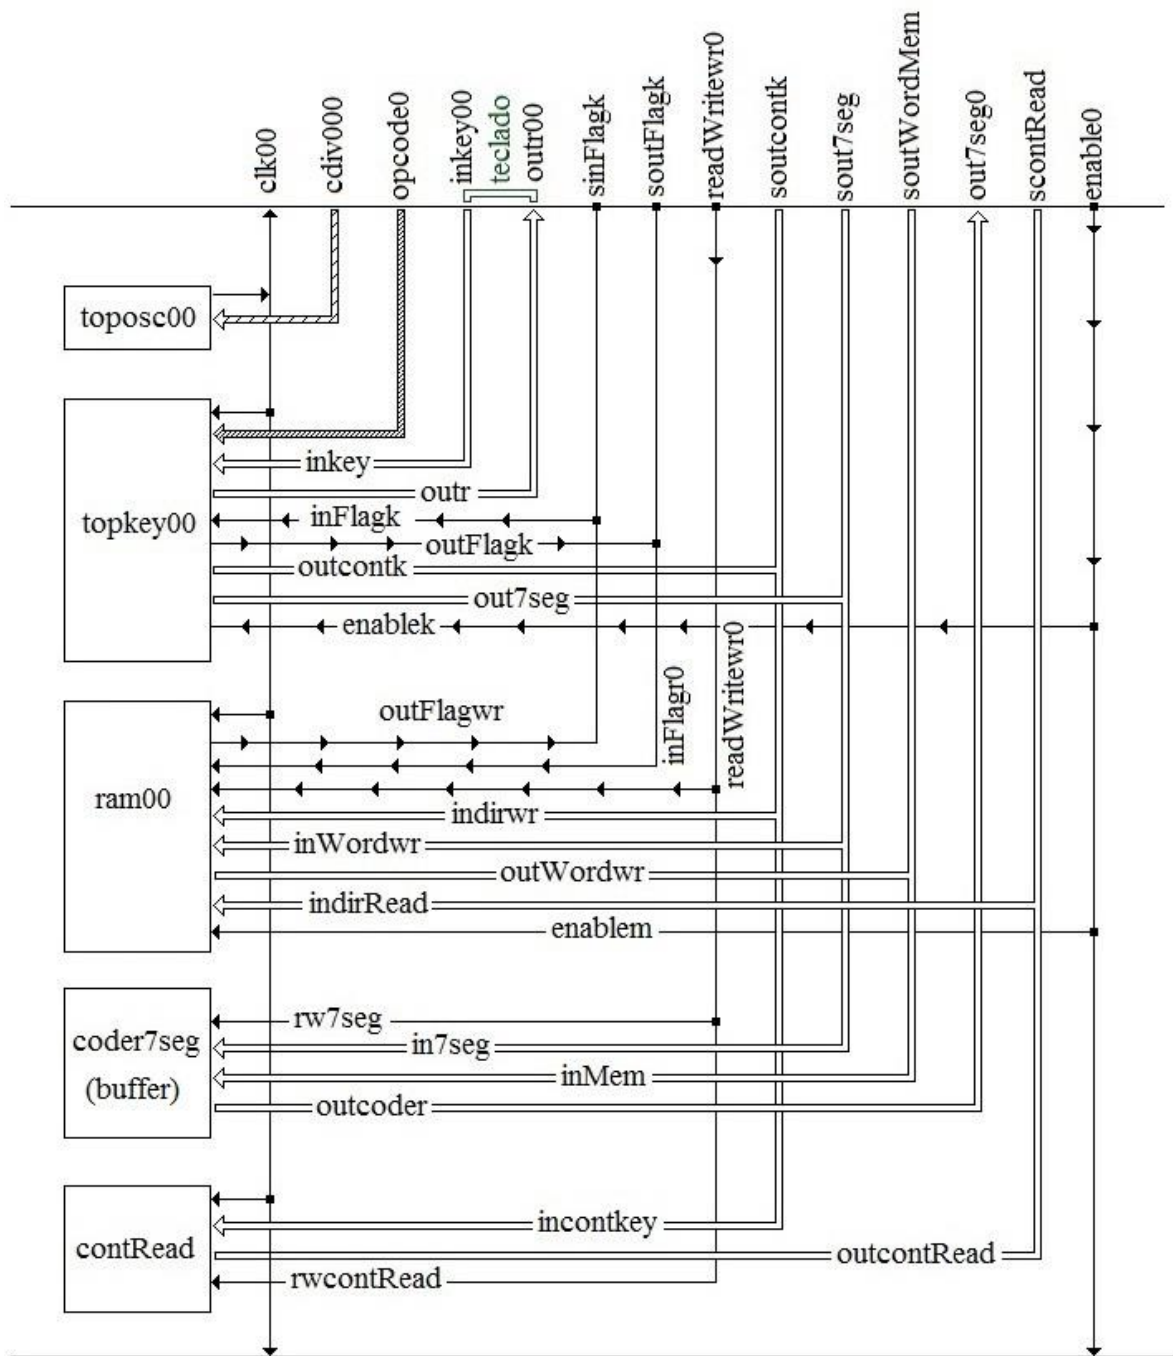 clk00
cdiv000
opcode0
inkey00
teclado
outr00
sinFlagk
soutFlagk
readWritewr0
soutcontk
sout7seg
soutWordMem
out7seg0
scontRead
enable0
toposc00
topkey00
inkey
outr
inFlagk
outFlagk
outcontk
out7seg
enablek
ram00
outFlagwr
inFlagr0
readWritewr0
indirwr
inWordwr
outWordwr
indirRead
enablem
coder7seg
(buffer)
rw7seg
in7seg
inMem
outcoder
contRead
incontkey
outcontRead
rwcontRead